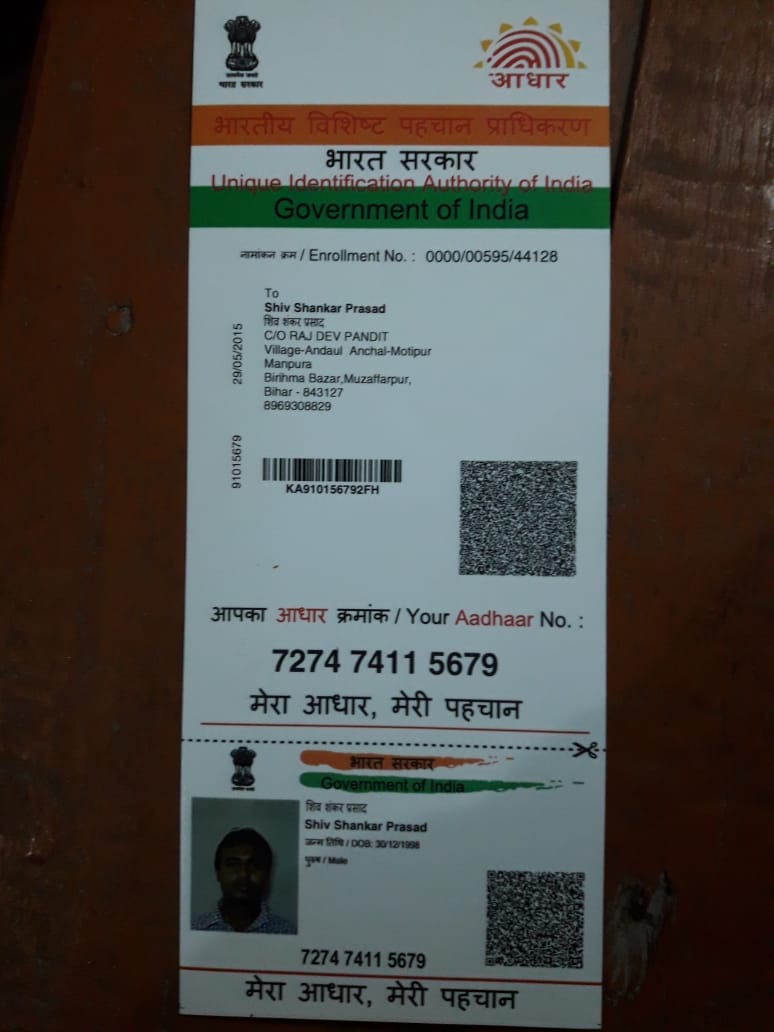 सत्यमेव जयते
भारत सरकार
आधार
भारतीय विशिष्ट पहचान प्राधिकरण
भारत सरकार
Unique Identification Authority of India
Government of India
नामांकन क्रम / Enrollment No. : 0000/00595/44128
To
Shiv Shankar Prasad
शिव शंकर प्रसाद
C/O RAJ DEV PANDIT
Village-Andaul Anchal-Motipur
Manpura
Birihma Bazar,Muzaffarpur,
Bihar - 843127
8969308829
29/05/2015
91015679
KA910156792FH
आपका आधार क्रमांक / Your Aadhaar No. :
7274 7411 5679
मेरा आधार, मेरी पहचान
भारत सरकार
Government of India
शिव शंकर प्रसाद
Shiv Shankar Prasad
जन्म तिथि / DOB: 30/12/1998
पुरुष / Male
7274 7411 5679
मेरा आधार, मेरी पहचान